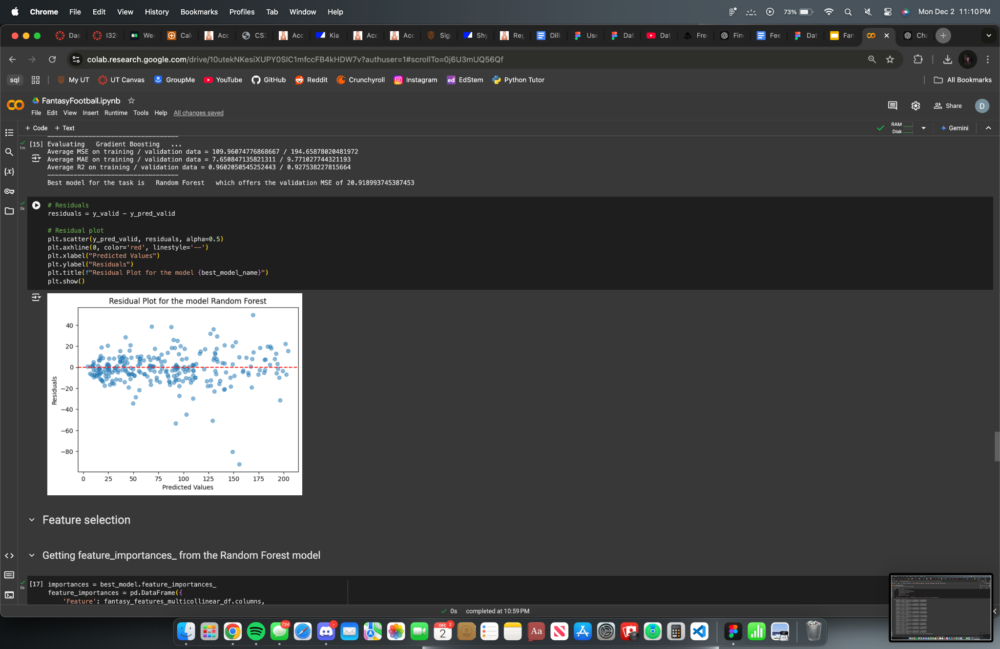 Chrome File Edit View History Bookmarks Profiles Tab Window Help 73% Mon Dec 2 11:10 PM
Das I32 We Cal Acc CS: Acc Kia Acc Acc Sig Shy Reg Dill Use Dat Dat Fre Fin Fee Dat Fan Cha
colab.research.google.com/drive/10utekNKesiXUPY0SIC1mfccFB4kHDW7v?authuser=1#scrollTo=0j6U3mUQ56Qf
sql My UT UT Canvas GroupMe YouTube GitHub Reddit Crunchyroll Instagram ed EdStem Python Tutor All Bookmarks
FantasyFootball.ipynb
File Edit View Insert Runtime Tools Help All changes saved
Share D
+ Code + Text
RAM
Disk
Gemini
1m
[15] Evaluating Gradient Boosting ...
Average MSE on training / validation data = 109.96074776868667 / 194.65878020481972
Average MAE on training / validation data = 7.650847135821311 / 9.771027744321193
Average R2 on training / validation data = 0.9602050545252443 / 0.927538227815664
-----------------------------------
Best model for the task is Random Forest which offers the validation MSE of 20.918993745387453
0s
# Residuals
residuals = y_valid - y_pred_valid
# Residual plot
plt.scatter(y_pred_valid, residuals, alpha=0.5)
plt.axhline(0, color='red', linestyle='--')
plt.xlabel("Predicted Values")
plt.ylabel("Residuals")
plt.title(f"Residual Plot for the model {best_model_name}")
plt.show()
Residual Plot for the model Random Forest
40
20
0
−20
−40
−60
−80
Residuals
0 25 50 75 100 125 150 175 200
Predicted Values
Feature selection
Getting feature_importances_ from the Random Forest model
0s
[17] importances = best_model.feature_importances_
feature_importances = pd.DataFrame({
'Feature': fantasy_features_multicollinear_df.columns,
0s completed at 10:59 PM
734
DEC 2
2
Aa